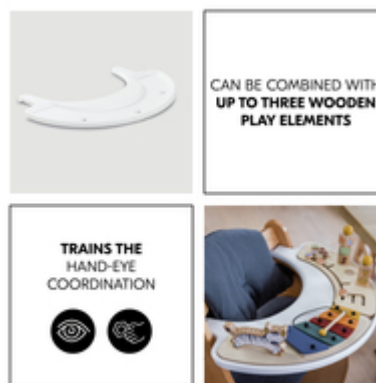 CAN BE COMBINED WITH
UP TO THREE WOODEN
PLAY ELEMENTS
TRAINS THE
HAND-EYE
COORDINATION